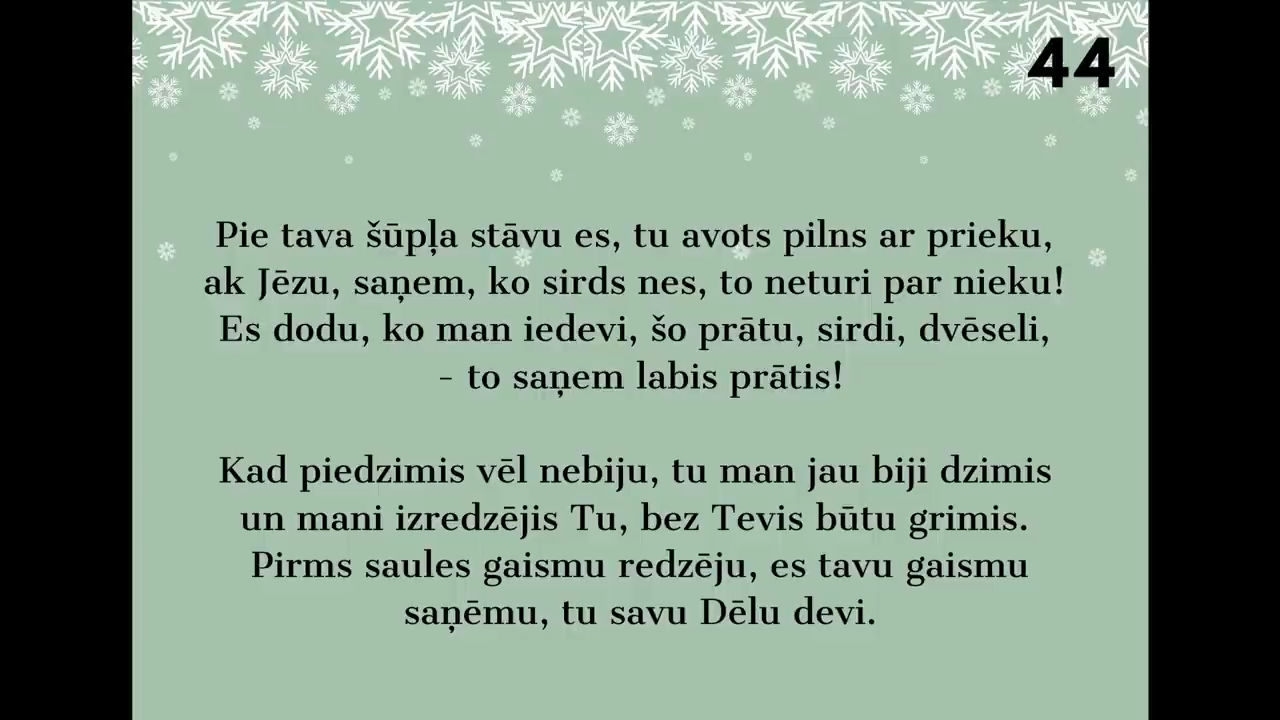 44
Pie tava šūpļa stāvu es, tu avots pilns ar prieku,
ak Jēzu, saņem, ko sirds nes, to neturi par nieku!
Es dodu, ko man iedevi, šo prātu, sirdi, dvēseli,
- to saņem labis prātis!
Kad piedzimis vēl nebiju, tu man jau biji dzimis
un mani izredzējis Tu, bez Tevis būtu grimis.
Pirms saules gaismu redzēju, es tavu gaismu
saņēmu, tu savu Dēlu devi.